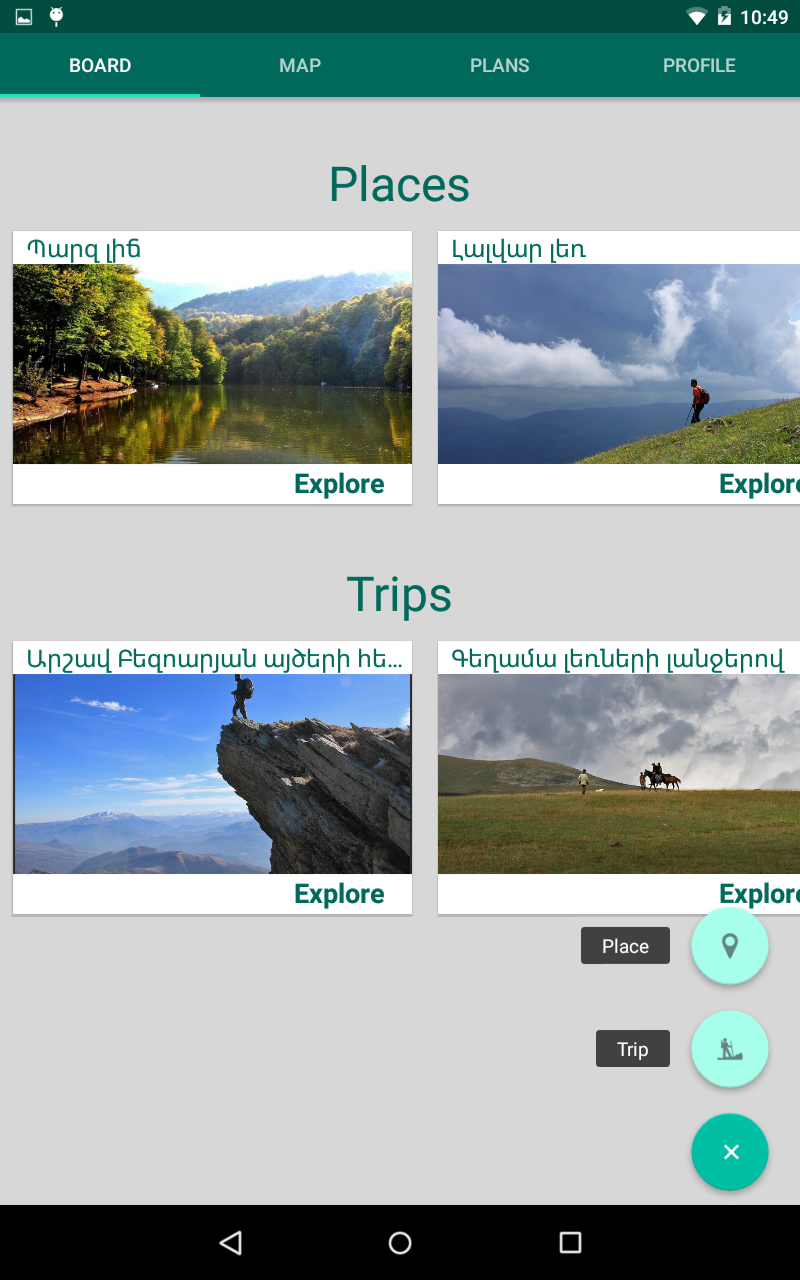 10:49
BOARD MAP PLANS PROFILE
Places
Պարզ լիճ
Լալվար լեռ
Explore
Explore
Trips
Արշավ Բեզոարյան այծերի հե...
Գեղամա լեռների լանջերով
Explore
Explore
Place
Trip